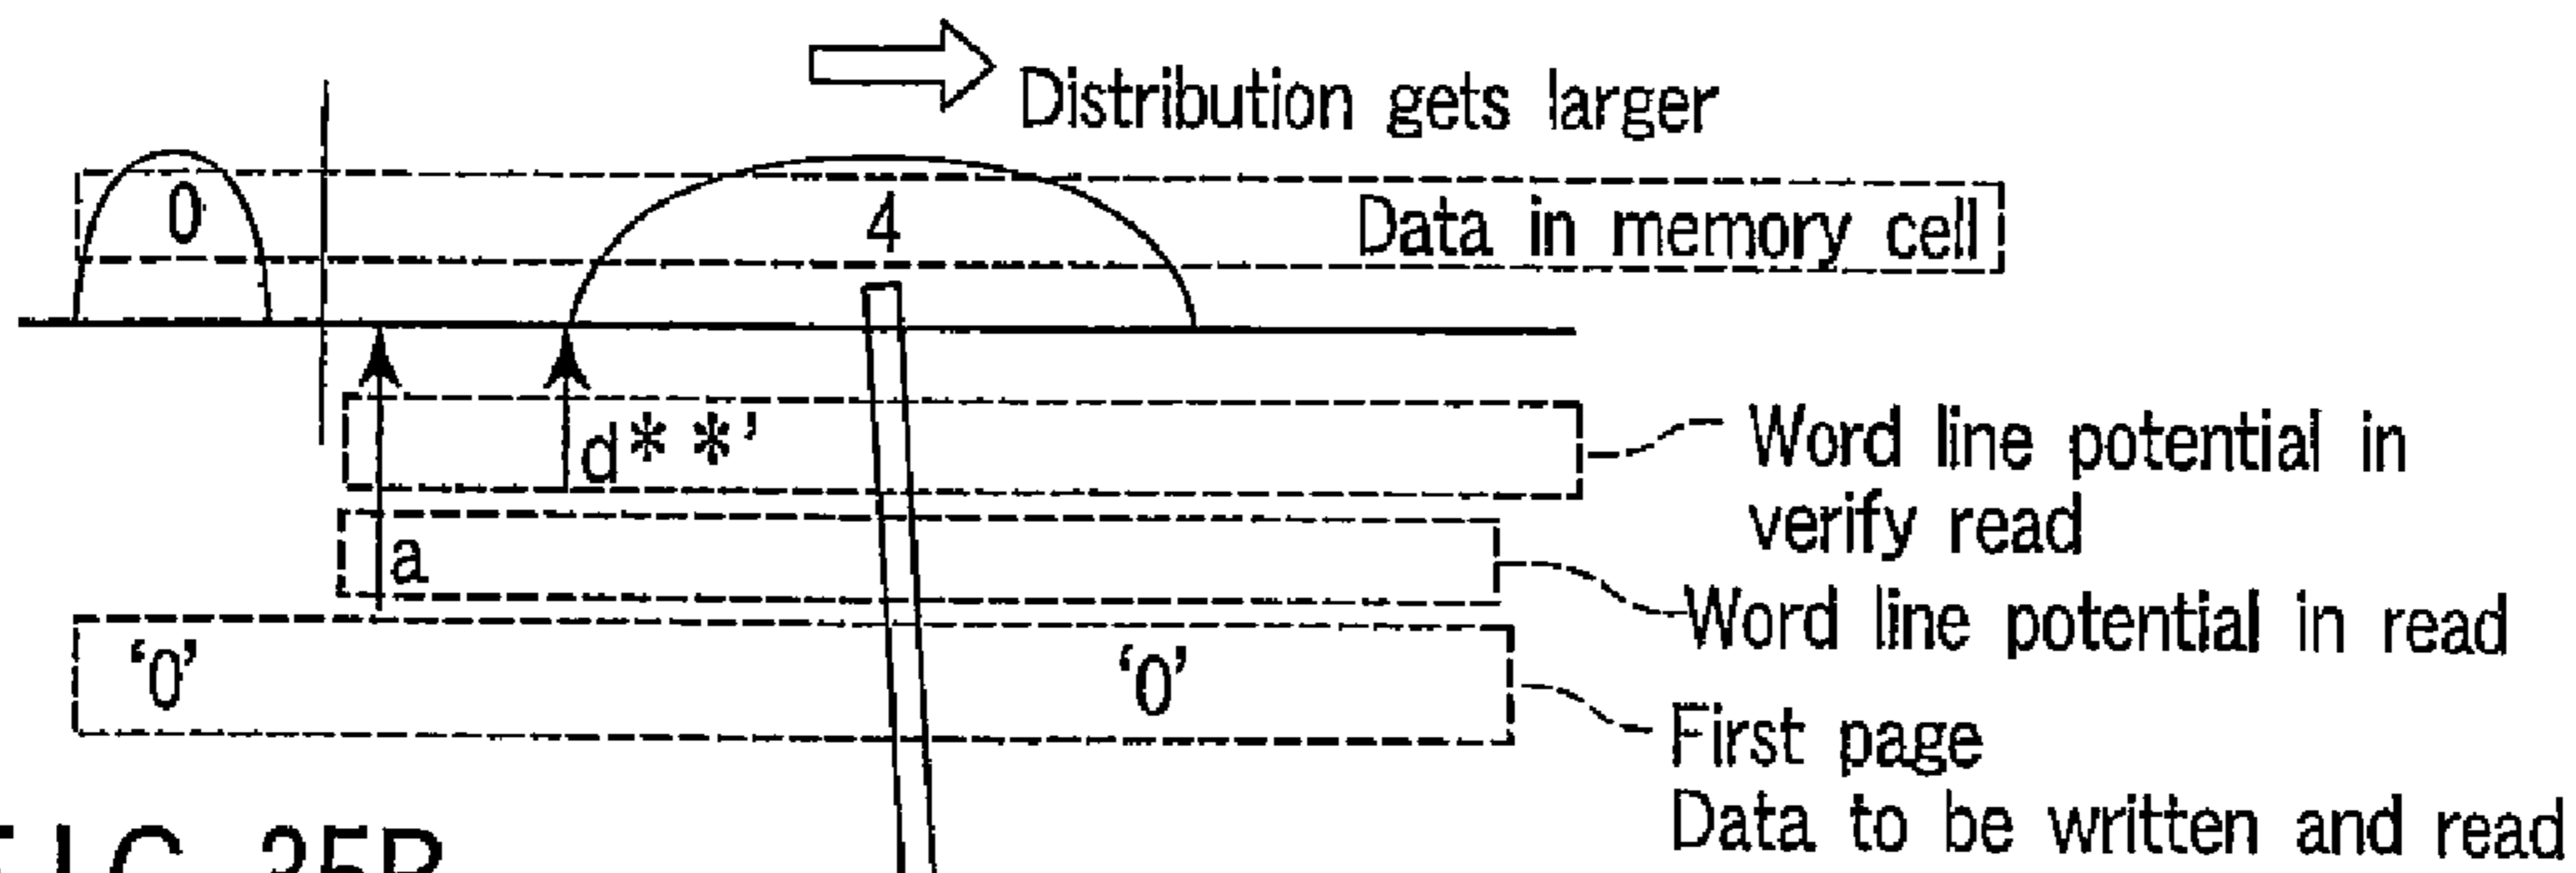 Distribution gets larger
0
4
Data in memory cell
d**'
Word line potential in
verify read
a
Word line potential in read
'0'
'0'
First page
Data to be written and read